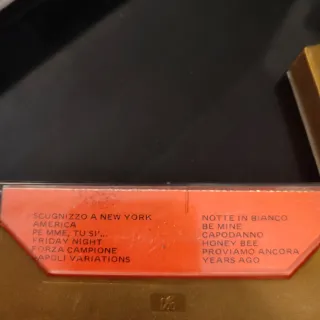 SCUGNIZZO A NEW YORK
AMERICA
PE MME, TU SI'...
FRIDAY NIGHT
FORZA CAMPIONE
NAPOLI VARIATIONS
NOTTE IN BIANCO
BE MINE
CAPODANNO
HONEY BEE
PROVIAMO ANCORA
YEARS AGO